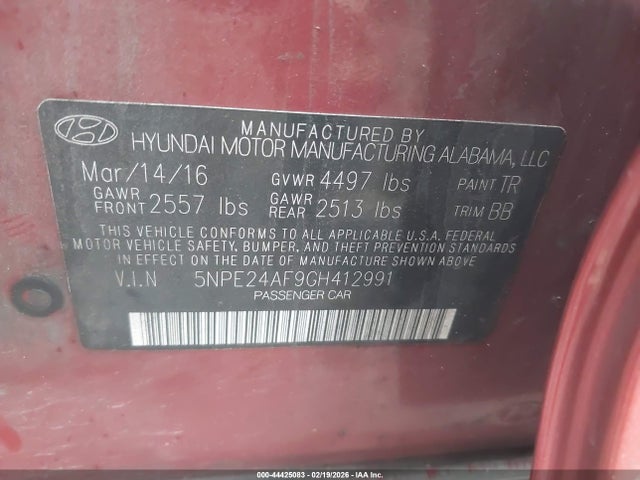 MANUFACTURED BY
HYUNDAI MOTOR MANUFACTURING ALABAMA, LLC
Mar/14/16 GVWR 4497 lbs PAINT TR
GAWR FRONT 2557 lbs GAWR REAR 2513 lbs TRIM BB
THIS VEHICLE CONFORMS TO ALL APPLICABLE U.S.A. FEDERAL
MOTOR VEHICLE SAFETY, BUMPER, AND THEFT PREVENTION STANDARDS
IN EFFECT ON THE DATE OF MANUFACTURE SHOWN ABOVE
V.I.N 5NPE24AF9GH412991
PASSENGER CAR
000-44425083 - 02/19/2026 - IAA Inc.